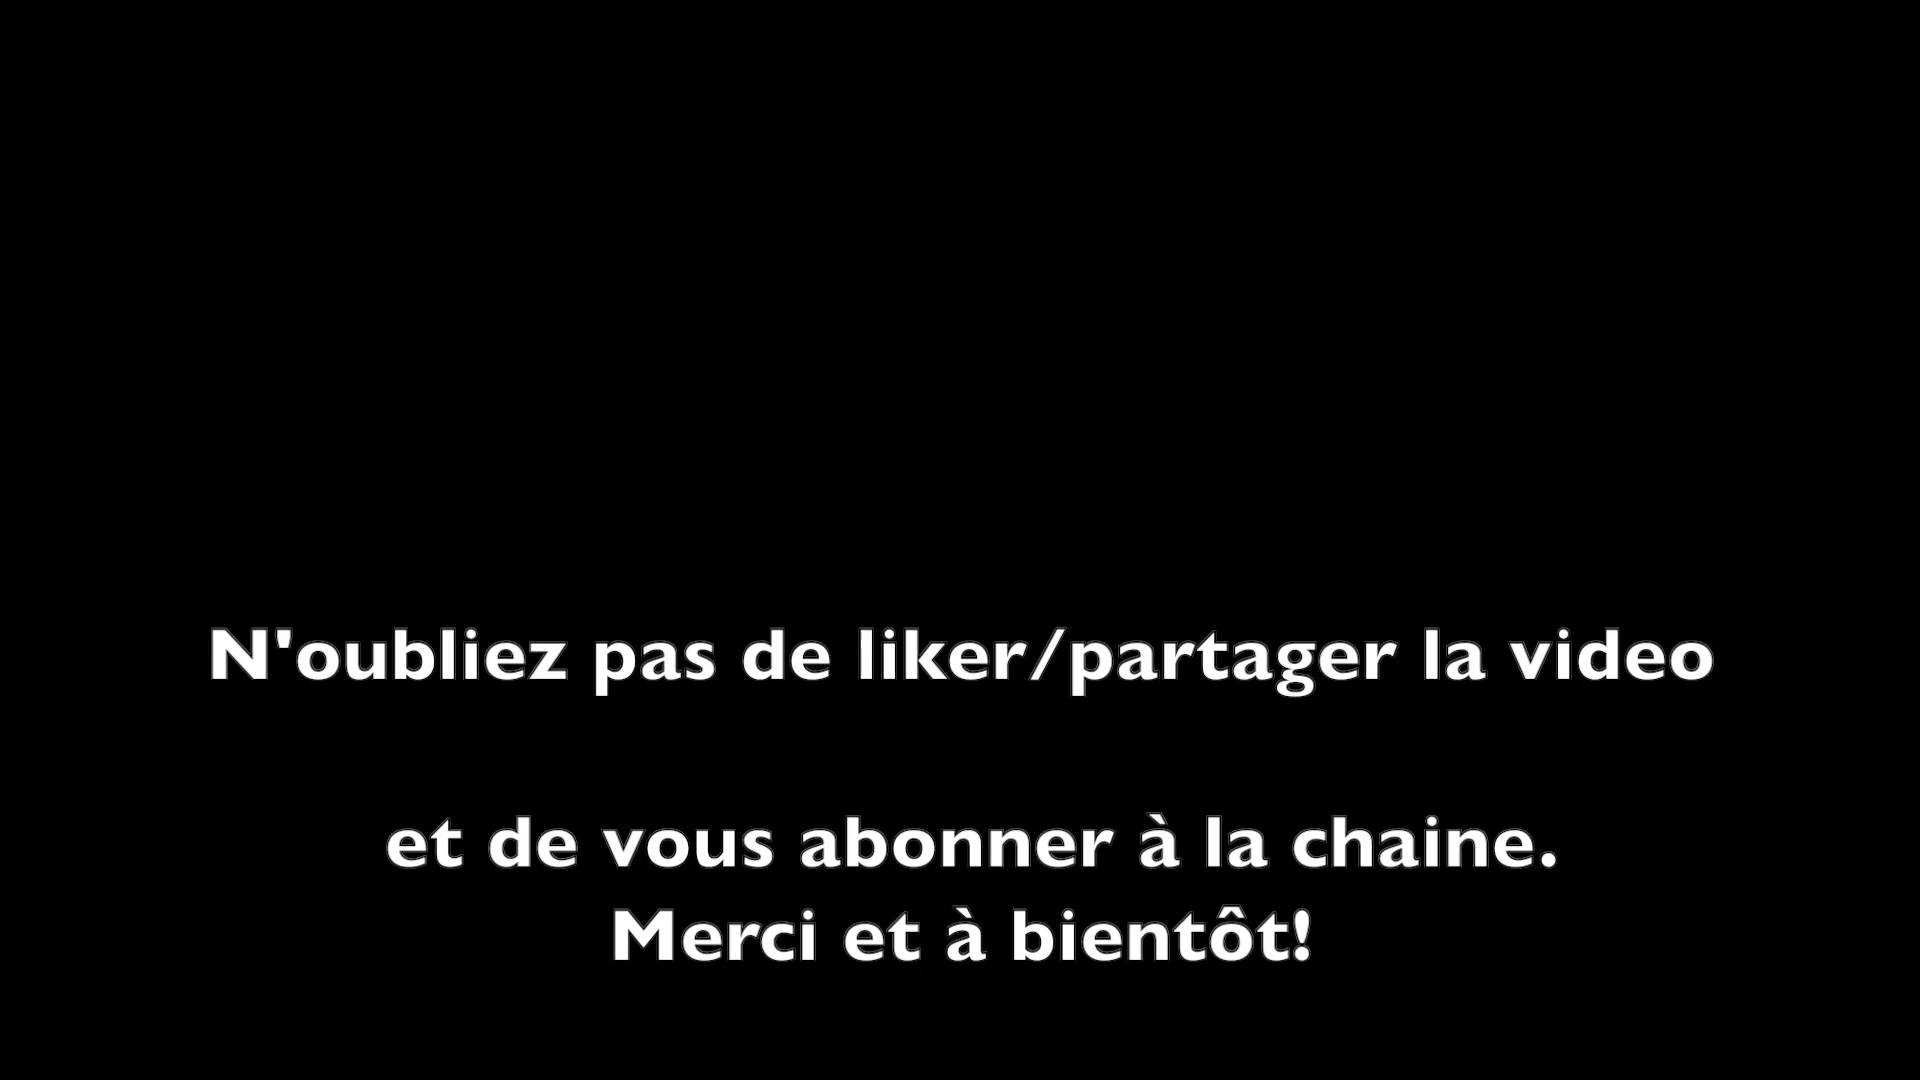 N'oubliez pas de liker/partager la video
et de vous abonner à la chaine.
Merci et à bientôt!